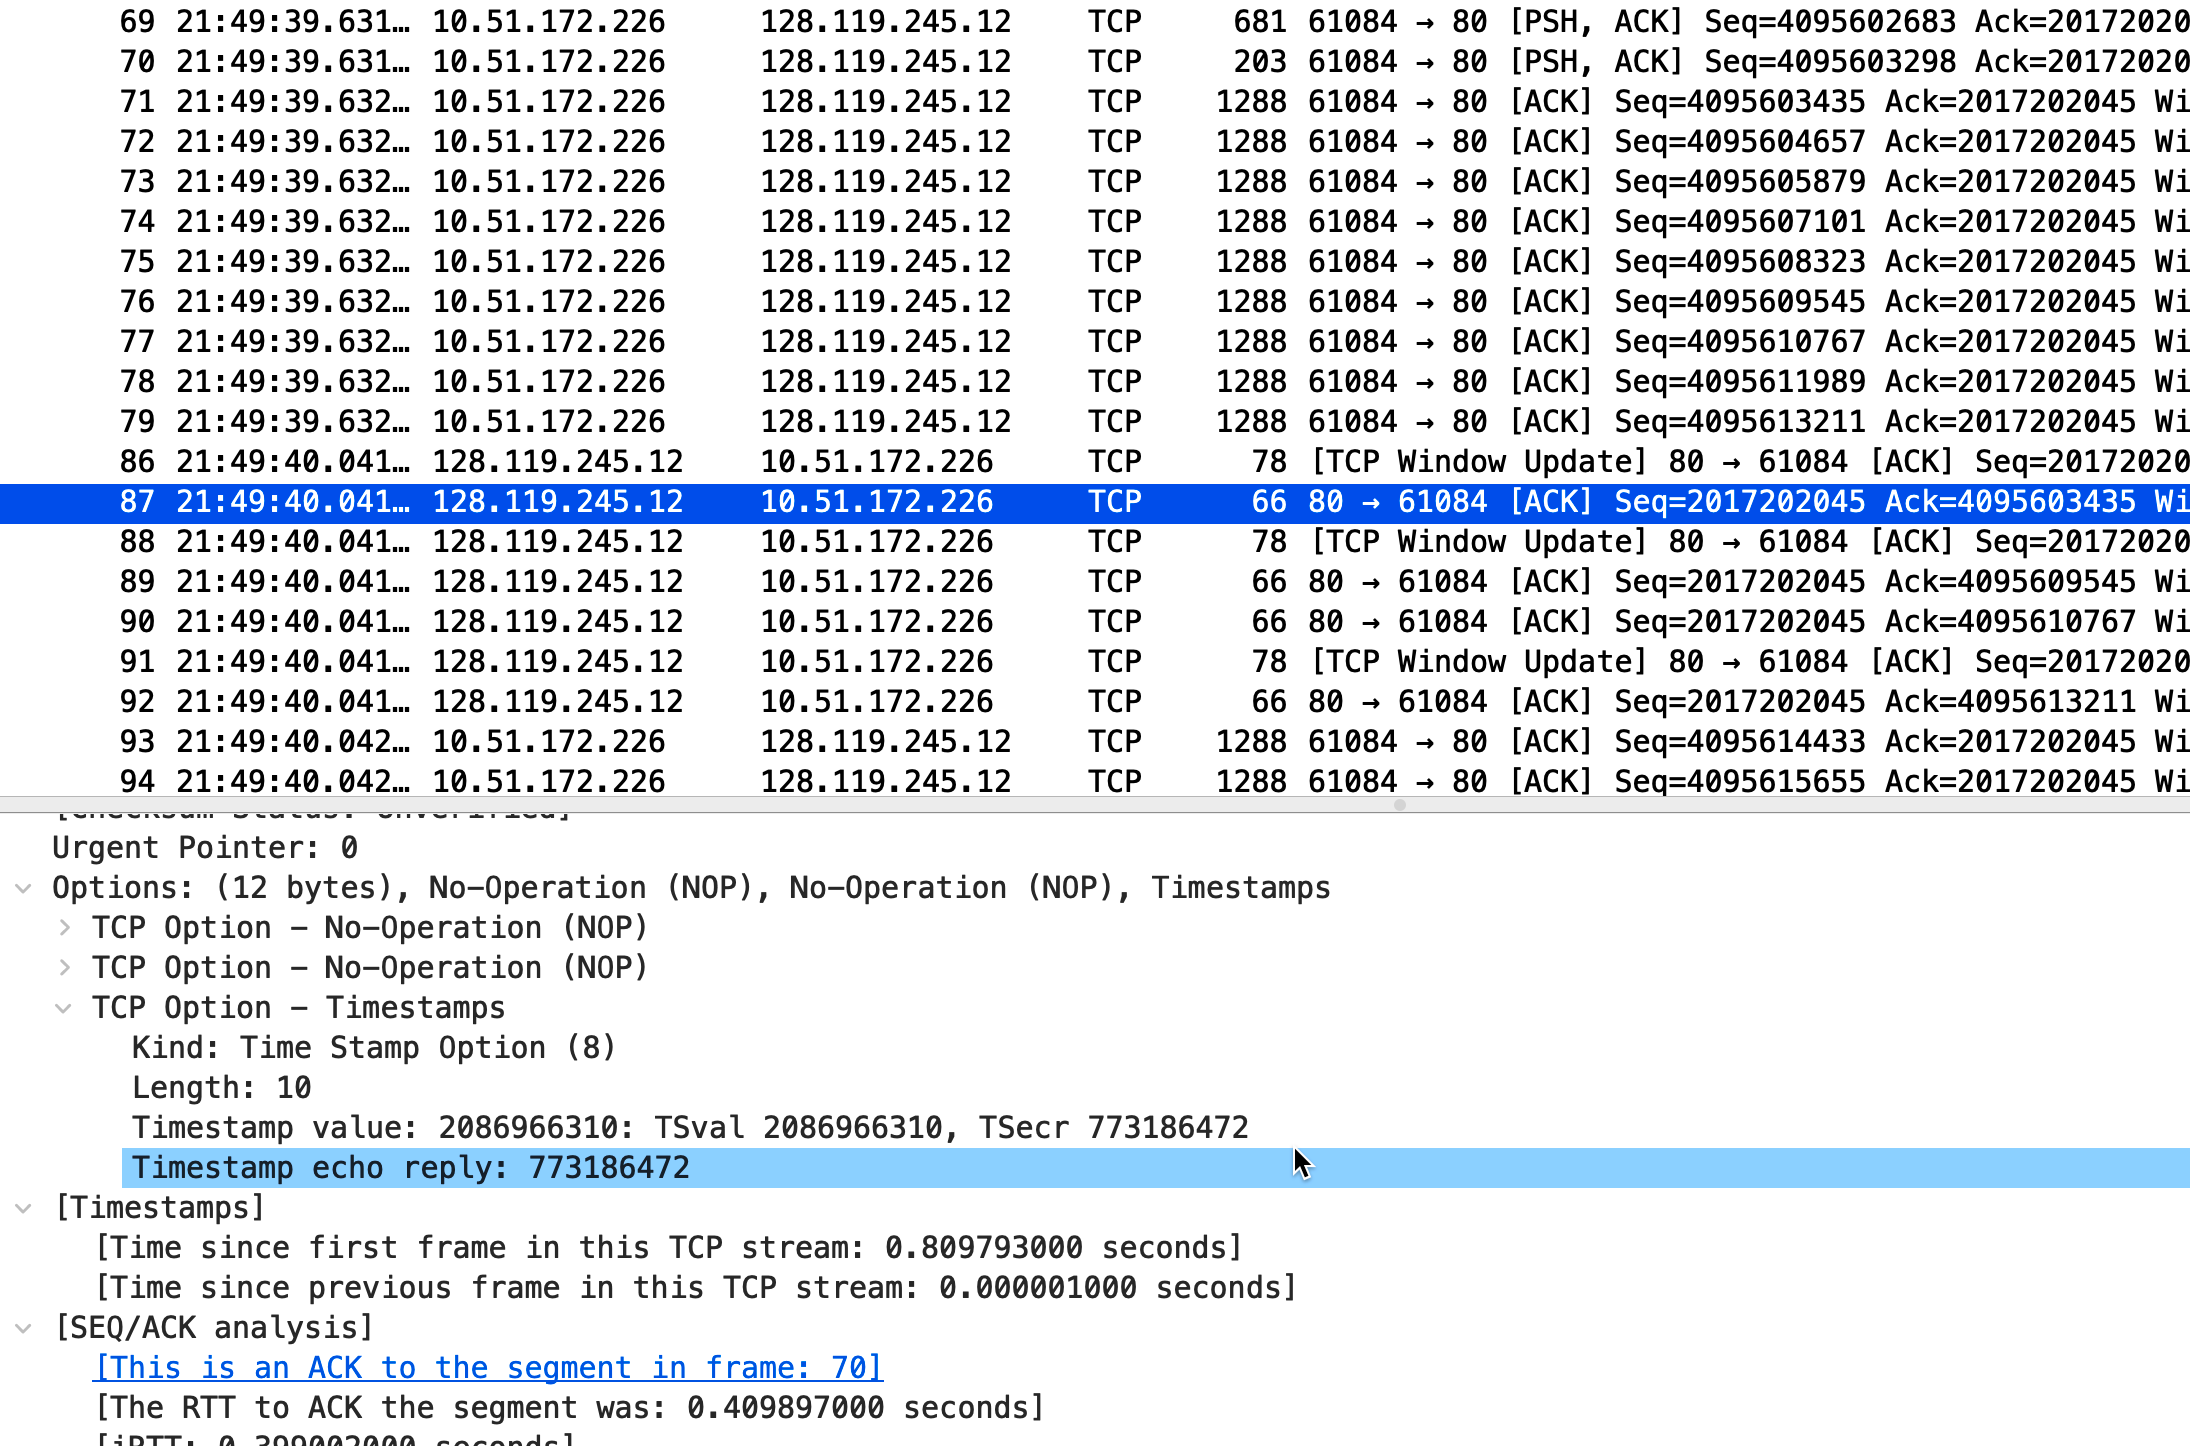 69 21:49:39.631… 10.51.172.226 128.119.245.12 TCP 681 61084 → 80 [PSH, ACK] Seq=4095602683 Ack=20172020
70 21:49:39.631… 10.51.172.226 128.119.245.12 TCP 203 61084 → 80 [PSH, ACK] Seq=4095603298 Ack=20172020
71 21:49:39.632… 10.51.172.226 128.119.245.12 TCP 1288 61084 → 80 [ACK] Seq=4095603435 Ack=2017202045 Wi
72 21:49:39.632… 10.51.172.226 128.119.245.12 TCP 1288 61084 → 80 [ACK] Seq=4095604657 Ack=2017202045 Wi
73 21:49:39.632… 10.51.172.226 128.119.245.12 TCP 1288 61084 → 80 [ACK] Seq=4095605879 Ack=2017202045 Wi
74 21:49:39.632… 10.51.172.226 128.119.245.12 TCP 1288 61084 → 80 [ACK] Seq=4095607101 Ack=2017202045 Wi
75 21:49:39.632… 10.51.172.226 128.119.245.12 TCP 1288 61084 → 80 [ACK] Seq=4095608323 Ack=2017202045 Wi
76 21:49:39.632… 10.51.172.226 128.119.245.12 TCP 1288 61084 → 80 [ACK] Seq=4095609545 Ack=2017202045 Wi
77 21:49:39.632… 10.51.172.226 128.119.245.12 TCP 1288 61084 → 80 [ACK] Seq=4095610767 Ack=2017202045 Wi
78 21:49:39.632… 10.51.172.226 128.119.245.12 TCP 1288 61084 → 80 [ACK] Seq=4095611989 Ack=2017202045 Wi
79 21:49:39.632… 10.51.172.226 128.119.245.12 TCP 1288 61084 → 80 [ACK] Seq=4095613211 Ack=2017202045 Wi
86 21:49:40.041… 128.119.245.12 10.51.172.226 TCP 78 [TCP Window Update] 80 → 61084 [ACK] Seq=20172020
87 21:49:40.041… 128.119.245.12 10.51.172.226 TCP 66 80 → 61084 [ACK] Seq=2017202045 Ack=4095603435 Wi
88 21:49:40.041… 128.119.245.12 10.51.172.226 TCP 78 [TCP Window Update] 80 → 61084 [ACK] Seq=20172020
89 21:49:40.041… 128.119.245.12 10.51.172.226 TCP 66 80 → 61084 [ACK] Seq=2017202045 Ack=4095609545 Wi
90 21:49:40.041… 128.119.245.12 10.51.172.226 TCP 66 80 → 61084 [ACK] Seq=2017202045 Ack=4095610767 Wi
91 21:49:40.041… 128.119.245.12 10.51.172.226 TCP 78 [TCP Window Update] 80 → 61084 [ACK] Seq=20172020
92 21:49:40.041… 128.119.245.12 10.51.172.226 TCP 66 80 → 61084 [ACK] Seq=2017202045 Ack=4095613211 Wi
93 21:49:40.042… 10.51.172.226 128.119.245.12 TCP 1288 61084 → 80 [ACK] Seq=4095614433 Ack=2017202045 Wi
94 21:49:40.042… 10.51.172.226 128.119.245.12 TCP 1288 61084 → 80 [ACK] Seq=4095615655 Ack=2017202045 Wi
[Checksum Status: Unverified]
Urgent Pointer: 0
Options: (12 bytes), No-Operation (NOP), No-Operation (NOP), Timestamps
TCP Option - No-Operation (NOP)
TCP Option - No-Operation (NOP)
TCP Option - Timestamps
Kind: Time Stamp Option (8)
Length: 10
Timestamp value: 2086966310: TSval 2086966310, TSecr 773186472
Timestamp echo reply: 773186472
[Timestamps]
[Time since first frame in this TCP stream: 0.809793000 seconds]
[Time since previous frame in this TCP stream: 0.000001000 seconds]
[SEQ/ACK analysis]
[This is an ACK to the segment in frame: 70]
[The RTT to ACK the segment was: 0.409897000 seconds]
[iRTT: 0.399002000 seconds]